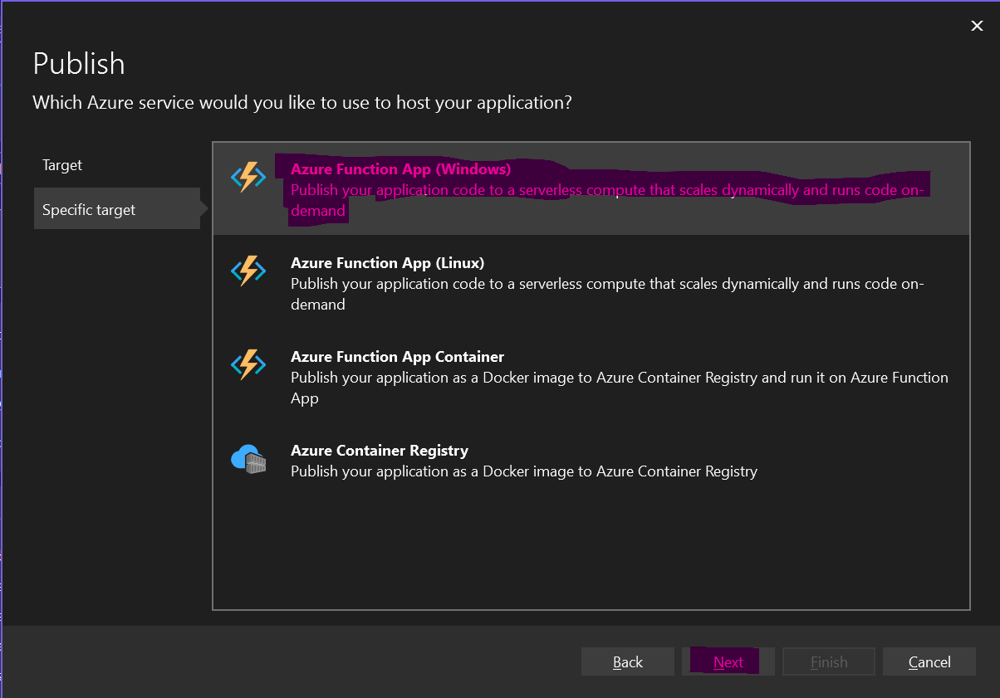 Publish
Which Azure service would you like to use to host your application?
Target
Specific target
Azure Function App (Windows)
Publish your application code to a serverless compute that scales dynamically and runs code on-
demand
Azure Function App (Linux)
Publish your application code to a serverless compute that scales dynamically and runs code on-
demand
Azure Function App Container
Publish your application as a Docker image to Azure Container Registry and run it on Azure Function
App
Azure Container Registry
Publish your application as a Docker image to Azure Container Registry
Back Next Finish Cancel